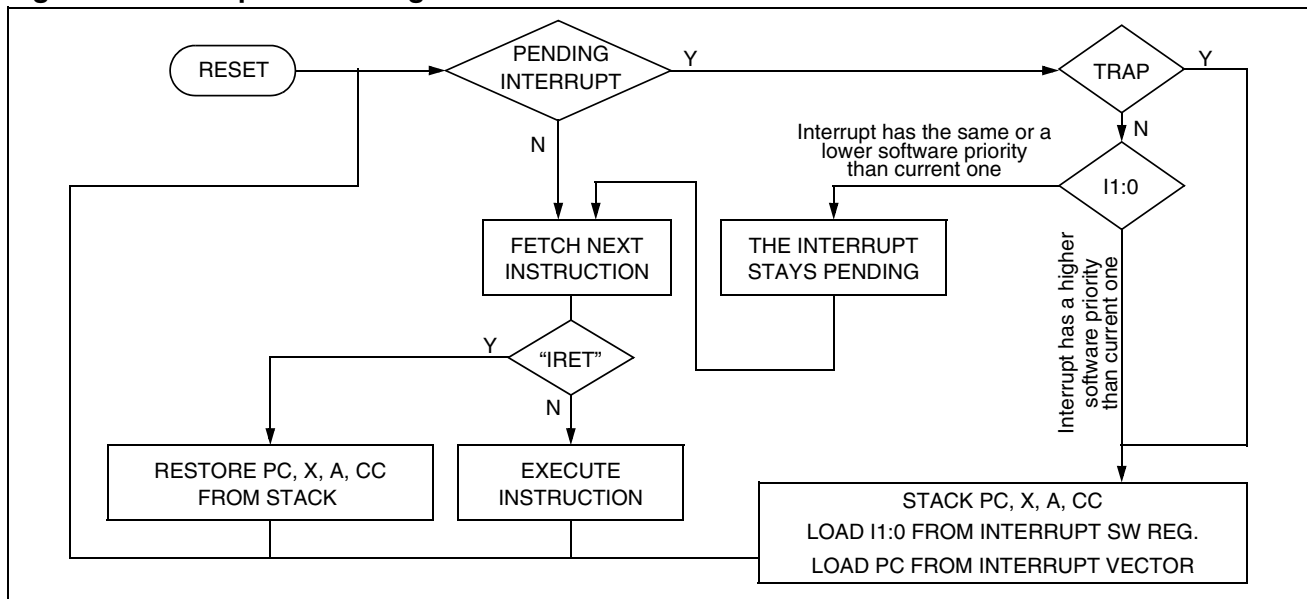 RESET
PENDING
INTERRUPT
Y
TRAP
Y
N
N
Interrupt has the same or a
lower software priority
than current one
I1:0
FETCH NEXT
INSTRUCTION
THE INTERRUPT
STAYS PENDING
Interrupt has a higher
software priority
than current one
Y
“IRET”
N
RESTORE PC, X, A, CC
FROM STACK
EXECUTE
INSTRUCTION
STACK PC, X, A, CC
LOAD I1:0 FROM INTERRUPT SW REG.
LOAD PC FROM INTERRUPT VECTOR